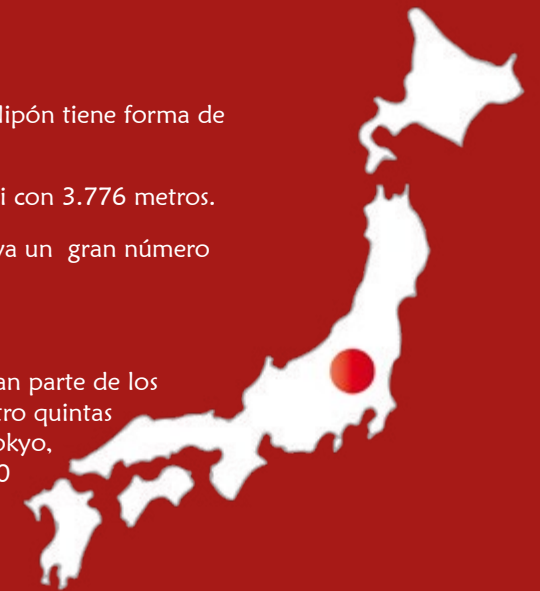 ipón tiene forma de
i con 3.776 metros.
va un gran número
an parte de los
tro quintas
okyo,
0